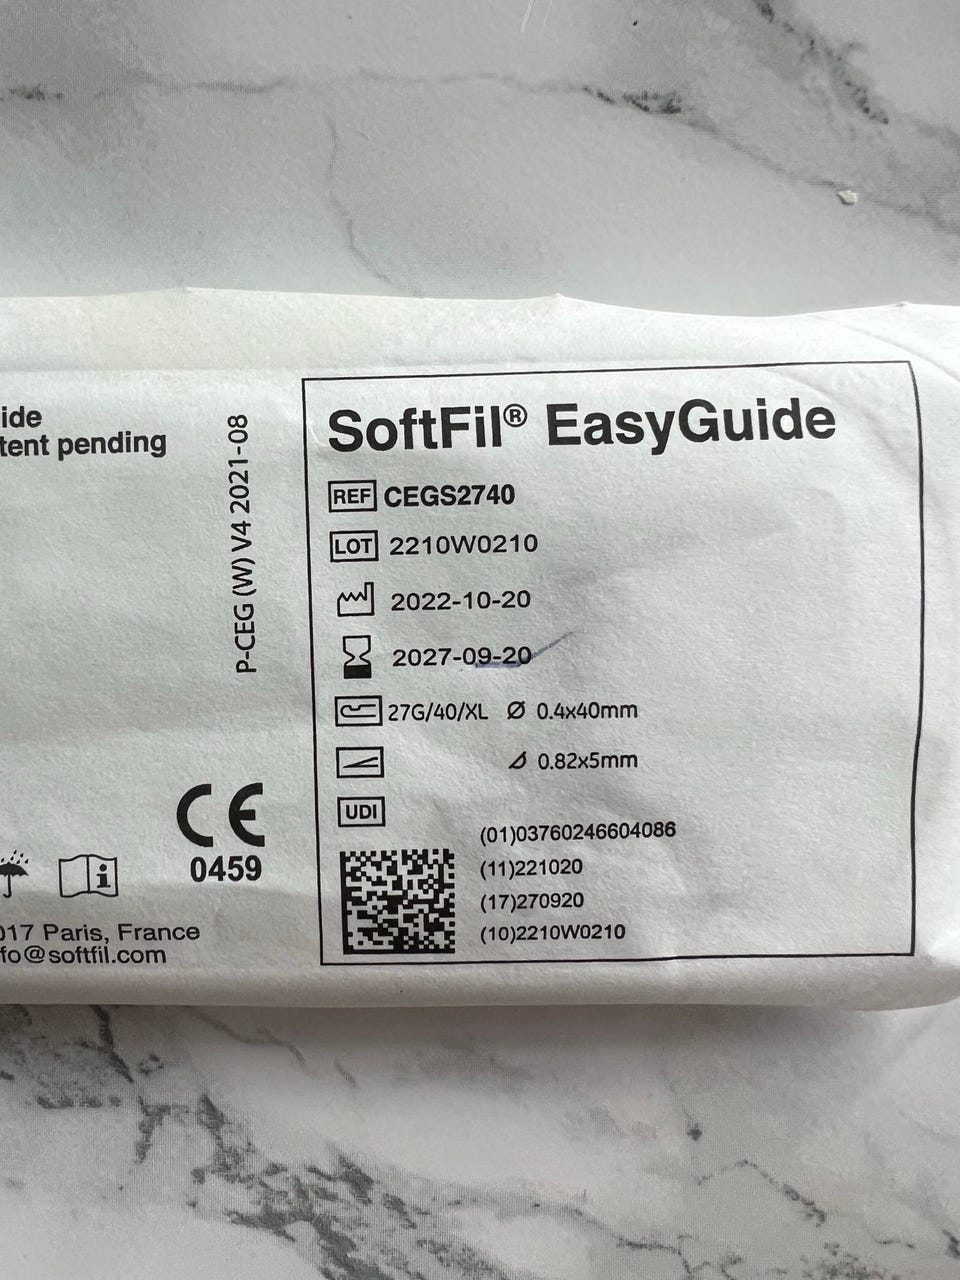 ide
tent pending
P-CEG (W) V4 2021-08
CE
0459
017 Paris, France
fo@softfil.com
SoftFil® EasyGuide
REF CEGS2740
LOT 2210W0210
2022-10-20
2027-09-20
27G/40/XL Ø 0.4x40mm
0.82x5mm
UDI
(01)03760246604086
(11)221020
(17)270920
(10)2210W0210